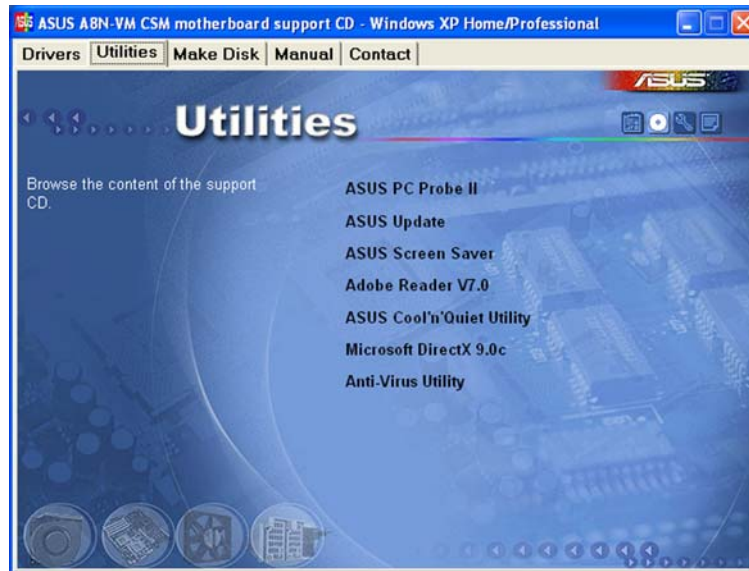 ASUS A8N-VM CSM motherboard support CD - Windows XP Home/Professional
Drivers Utilities Make Disk Manual Contact
ASUS
Utilities
Browse the content of the support
CD.
ASUS PC Probe II
ASUS Update
ASUS Screen Saver
Adobe Reader V7.0
ASUS Cool'n'Quiet Utility
Microsoft DirectX 9.0c
Anti-Virus Utility